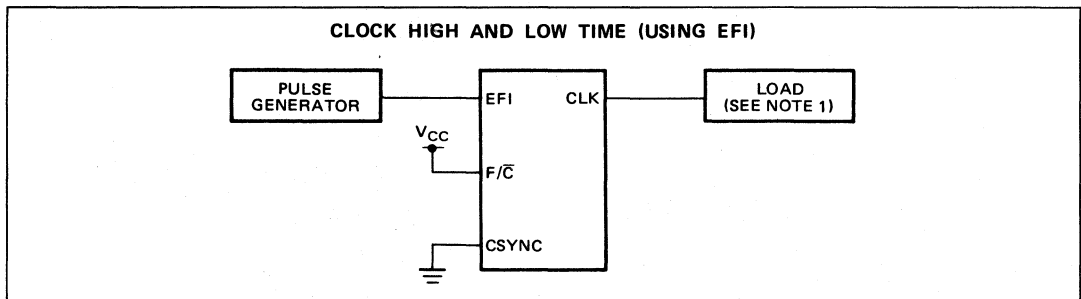 CLOCK HIGH AND LOW TIME (USING EFI)
PULSE
GENERATOR
EFI
CLK
LOAD
(SEE NOTE 1)
VCC
F/C̅
CSYNC